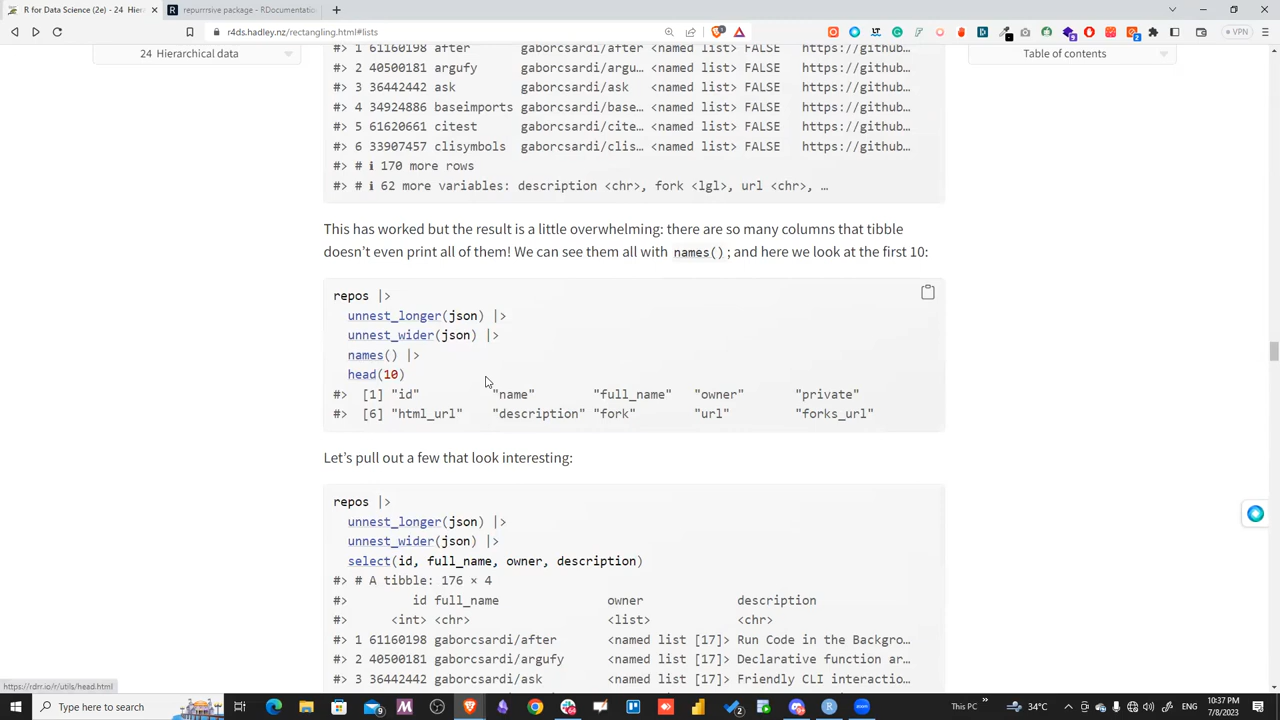 R for Data Science (2e) - 24 Hiera
repurrrsive package - RDocumentatio
r4ds.hadley.nz/rectangling.html#lists
VPN
24 Hierarchical data
Table of contents
#> 1 61160198 after gaborcsardi/after <named list> FALSE https://github…
#> 2 40500181 argufy gaborcsardi/argu… <named list> FALSE https://github…
#> 3 36442442 ask gaborcsardi/ask <named list> FALSE https://github…
#> 4 34924886 baseimports gaborcsardi/base… <named list> FALSE https://github…
#> 5 61620661 citest gaborcsardi/cite… <named list> FALSE https://github…
#> 6 33907457 clisymbols gaborcsardi/clis… <named list> FALSE https://github…
#> # ℹ 170 more rows
#> # ℹ 62 more variables: description <chr>, fork <lgl>, url <chr>, …
This has worked but the result is a little overwhelming: there are so many columns that tibble
doesn't even print all of them! We can see them all with names() ; and here we look at the first 10:
repos |>
unnest_longer(json) |>
unnest_wider(json) |>
names() |>
head(10)
#> [1] "id" "name" "full_name" "owner" "private"
#> [6] "html_url" "description" "fork" "url" "forks_url"
Let's pull out a few that look interesting:
repos |>
unnest_longer(json) |>
unnest_wider(json) |>
select(id, full_name, owner, description)
#> # A tibble: 176 × 4
#> id full_name owner description
#> <int> <chr> <list> <chr>
#> 1 61160198 gaborcsardi/after <named list [17]> Run Code in the Backgro…
#> 2 40500181 gaborcsardi/argufy <named list [17]> Declarative function ar…
#> 3 36442442 gaborcsardi/ask <named list [17]> Friendly CLI interactio…
https://rdrr.io/r/utils/head.html
Type here to search
This PC
34°C
10:37 PM
7/8/2023